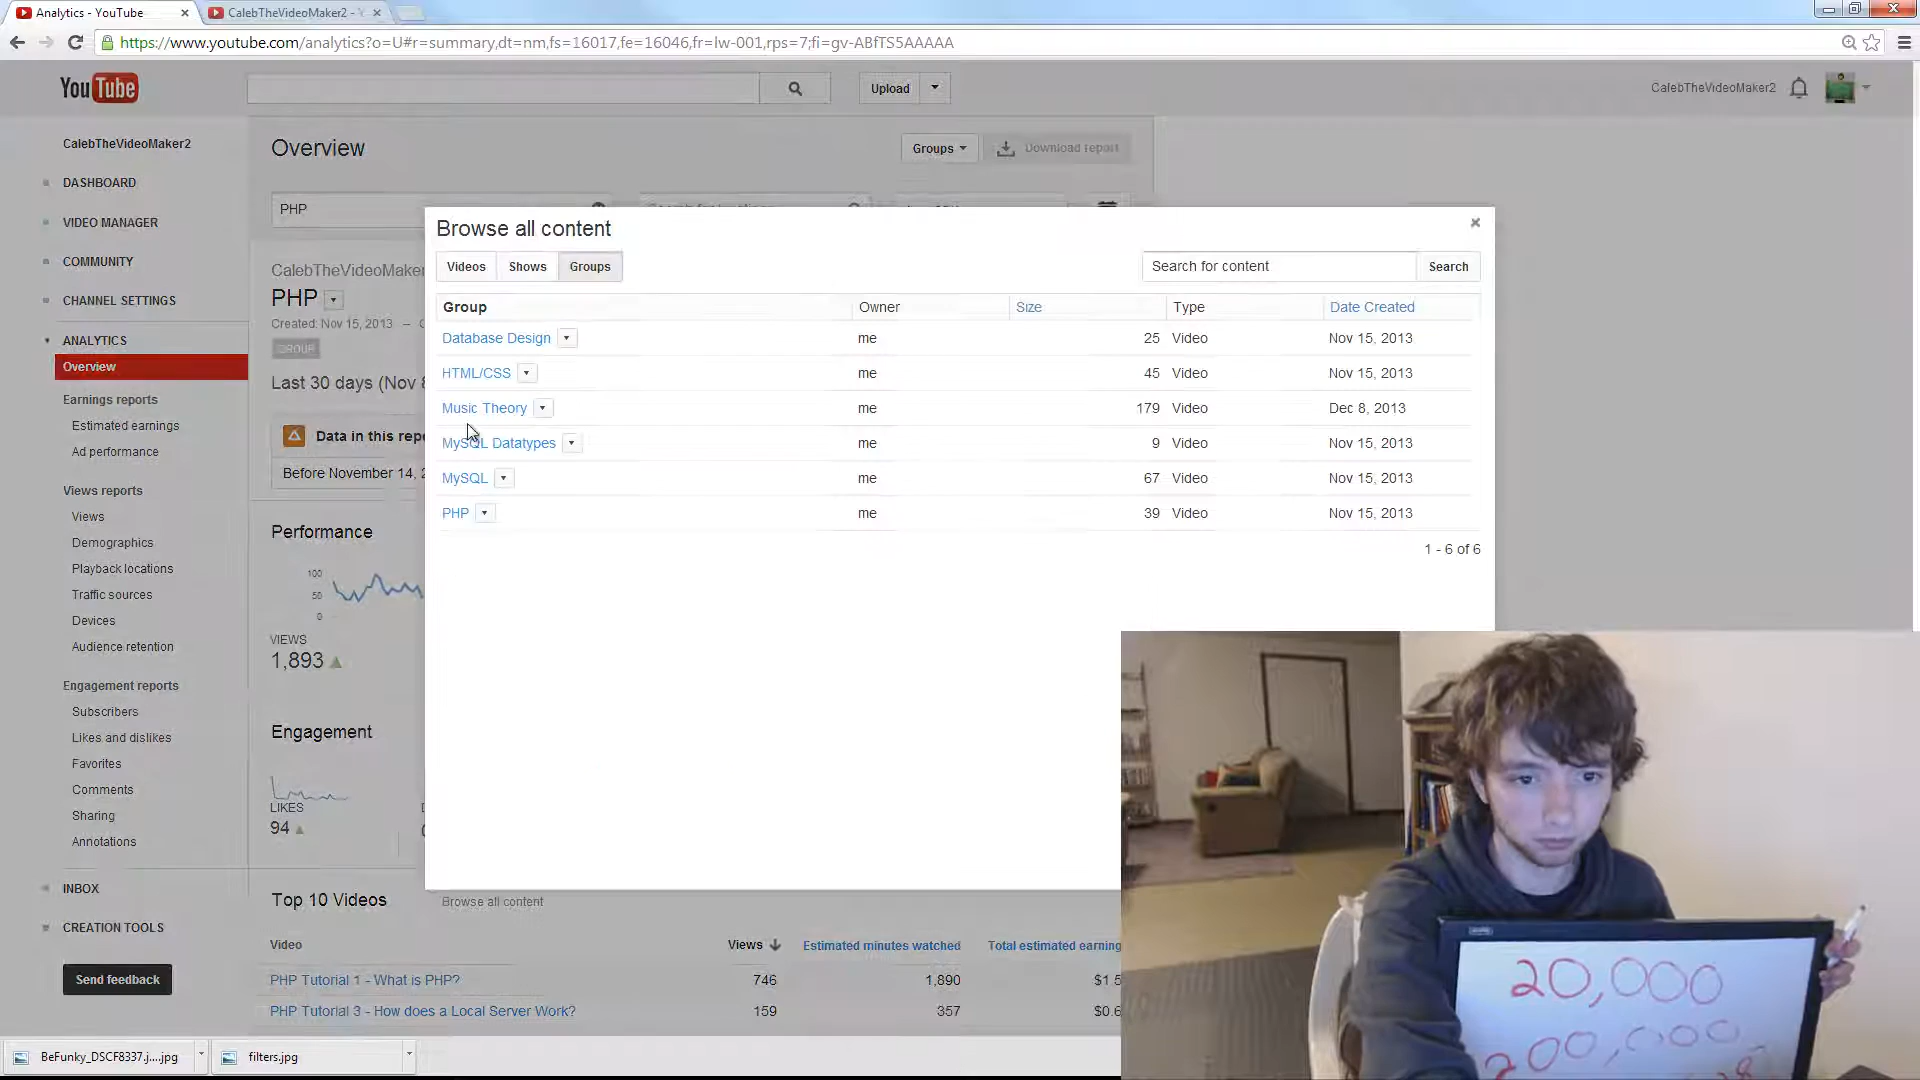 Analytics - YouTube
CalebTheVideoMaker2 - Y
https://www.youtube.com/analytics?o=U#r=summary,dt=nm,fs=16017,fe=16046,fr=lw-001,rps=7;fi=gv-ABfTS5AAAAA
YouTube
Upload
CalebTheVideoMaker2
CalebTheVideoMaker2
DASHBOARD
VIDEO MANAGER
COMMUNITY
CHANNEL SETTINGS
ANALYTICS
Overview
Earnings reports
Estimated earnings
Ad performance
Views reports
Views
Demographics
Playback locations
Traffic sources
Devices
Audience retention
Engagement reports
Subscribers
Likes and dislikes
Favorites
Comments
Sharing
Annotations
INBOX
CREATION TOOLS
Send feedback
Overview
Groups
Download report
PHP
CalebTheVideoMaker
PHP
Created: Nov 15, 2013
GROUP
Last 30 days (Nov 8
Data in this repo
Before November 14, 2
Performance
100
50
0
VIEWS
1,893
Engagement
LIKES
94
Top 10 Videos
Browse all content
Video Views Estimated minutes watched Total estimated earning
PHP Tutorial 1 - What is PHP? 746 1,890 $1.5
PHP Tutorial 3 - How does a Local Server Work? 159 357 $0.6
Browse all content
Videos Shows Groups
Search for content Search
Group Owner Size Type Date Created
Database Design me 25 Video Nov 15, 2013
HTML/CSS me 45 Video Nov 15, 2013
Music Theory me 179 Video Dec 8, 2013
MySQL Datatypes me 9 Video Nov 15, 2013
MySQL me 67 Video Nov 15, 2013
PHP me 39 Video Nov 15, 2013
1 - 6 of 6
20,000
200,000
BeFunky_DSCF8337.j....jpg
filters.jpg